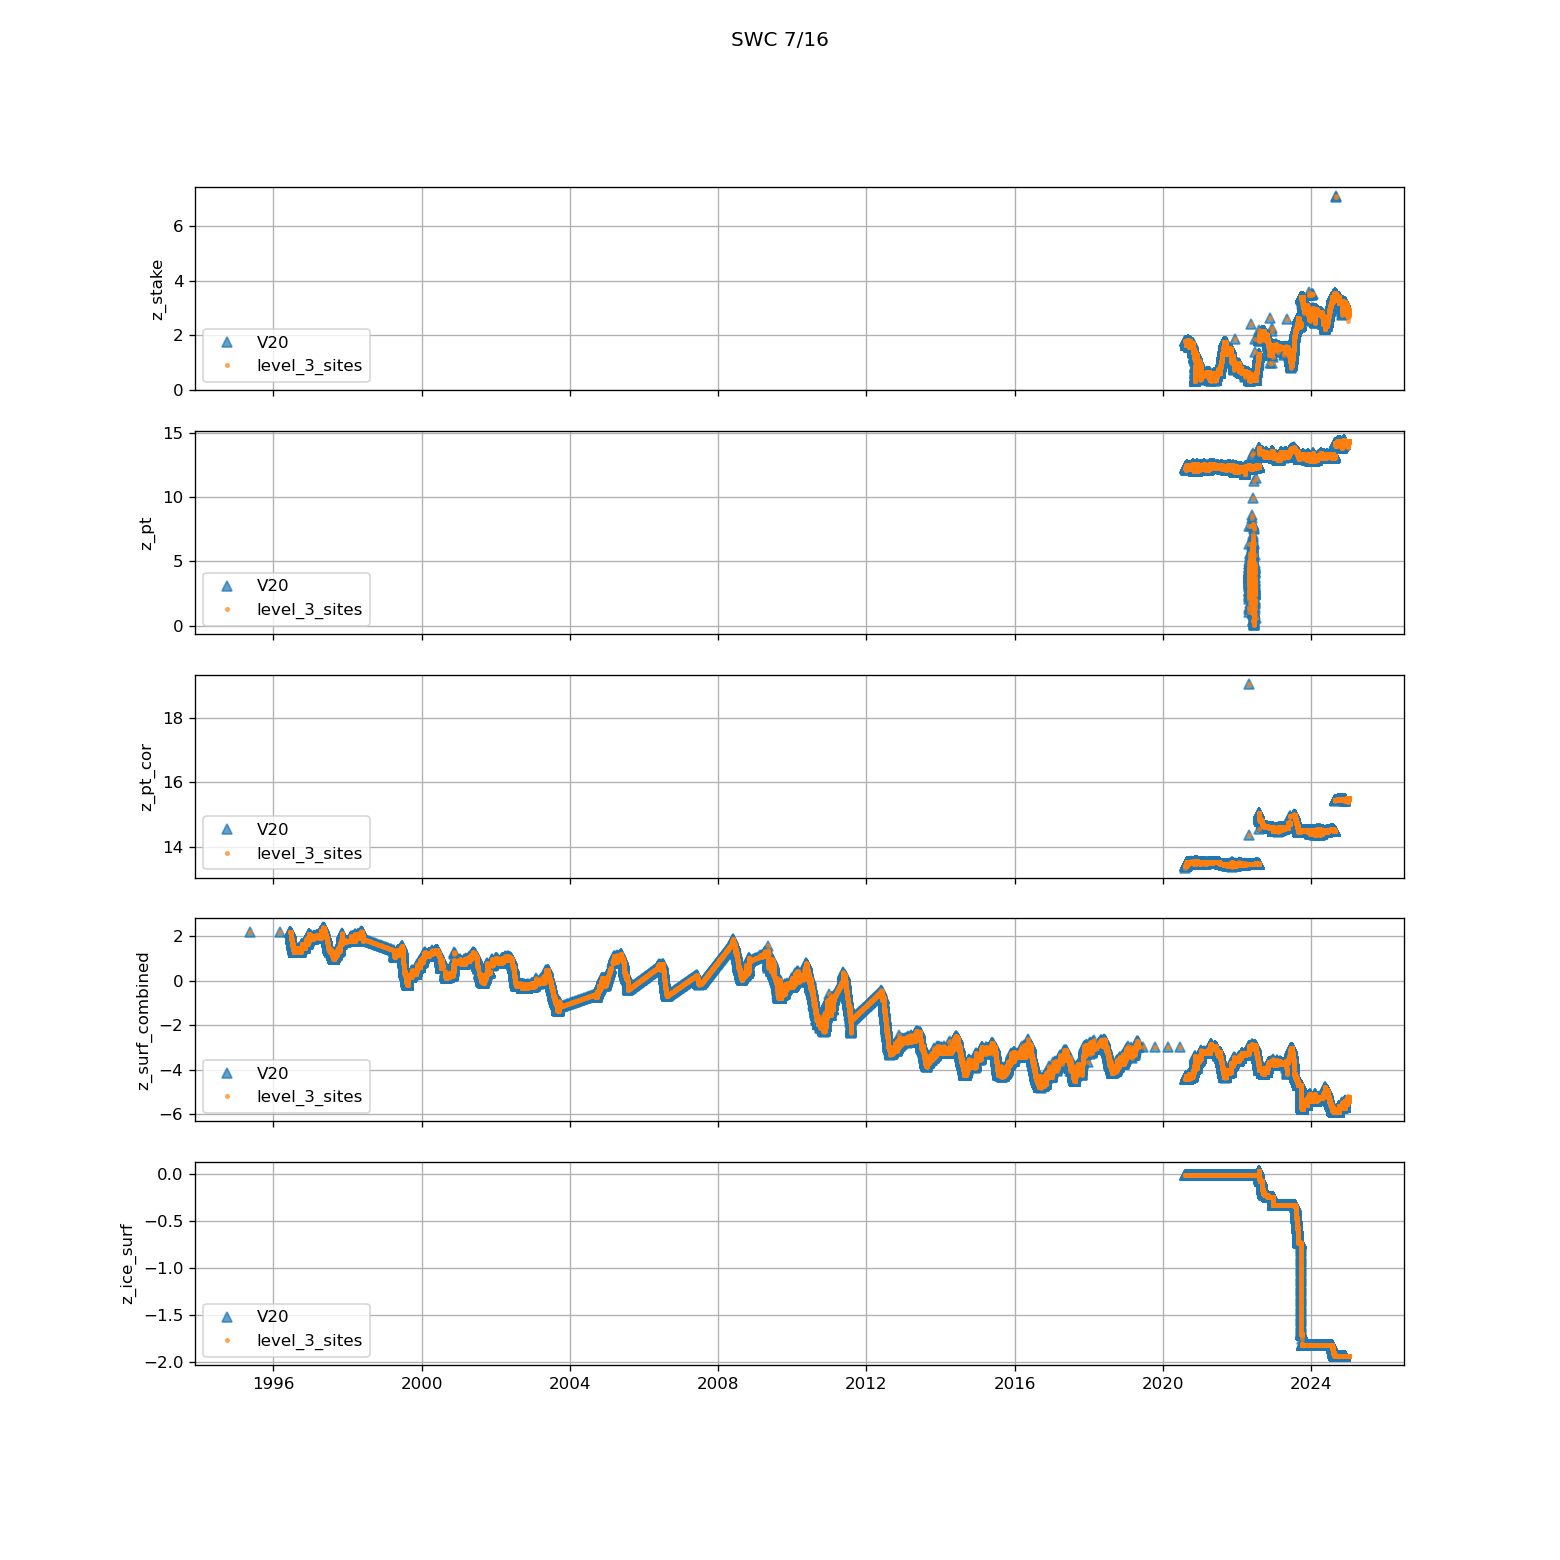 SWC 7/16
z_stake
6
4
2
0
V20
level_3_sites
z_pt
15
10
5
0
V20
level_3_sites
z_pt_cor
18
16
14
V20
level_3_sites
z_surf_combined
2
0
−2
−4
−6
V20
level_3_sites
z_ice_surf
0.0
−0.5
−1.0
−1.5
−2.0
V20
level_3_sites
1996 2000 2004 2008 2012 2016 2020 2024